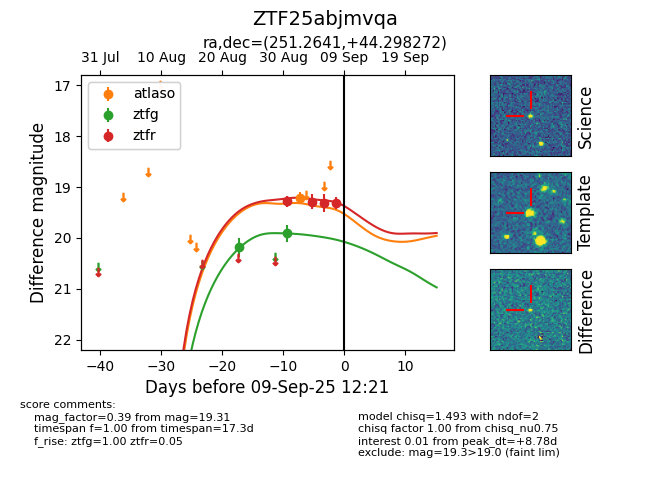 ZTF25abjmvqa
ra,dec=(251.2641,+44.298272)
31 Jul 10 Aug 20 Aug 30 Aug 09 Sep 19 Sep
atlaso
ztfg
ztfr
17
18
19
20
21
22
Difference magnitude
−40 −30 −20 −10 0 10
Days before 09-Sep-25 12:21
Science
Template
Difference
score comments:
mag_factor=0.39 from mag=19.31
timespan f=1.00 from timespan=17.3d
f_rise: ztfg=1.00 ztfr=0.05
model chisq=1.493 with ndof=2
chisq factor 1.00 from chisq_nu0.75
interest 0.01 from peak_dt=+8.78d
exclude: mag=19.3>19.0 (faint lim)